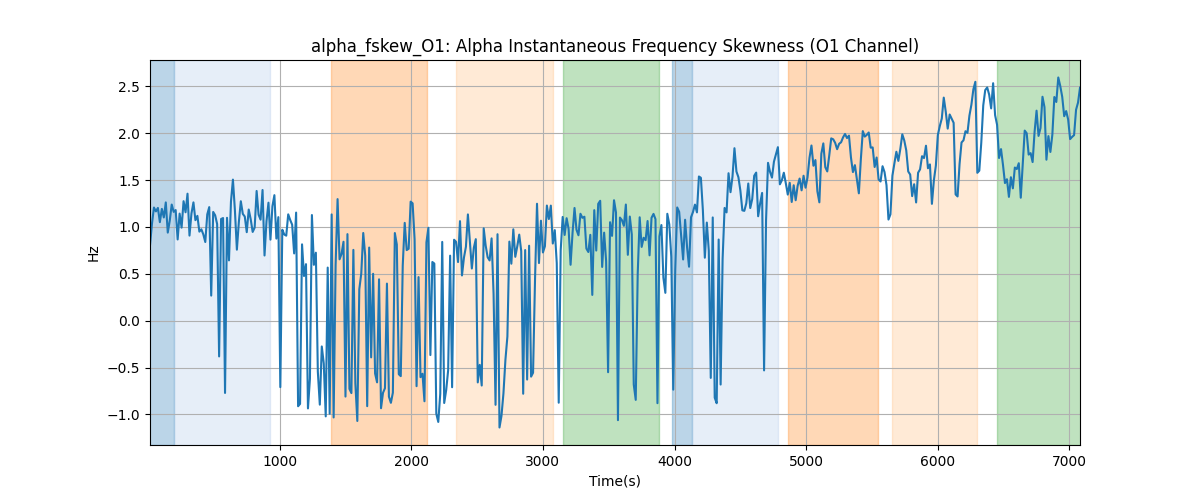 alpha_fskew_O1: Alpha Instantaneous Frequency Skewness (O1 Channel)
2.5
2.0
1.5
1.0
0.5
0.0
−0.5
−1.0
Hz
1000 2000 3000 4000 5000 6000 7000
Time(s)